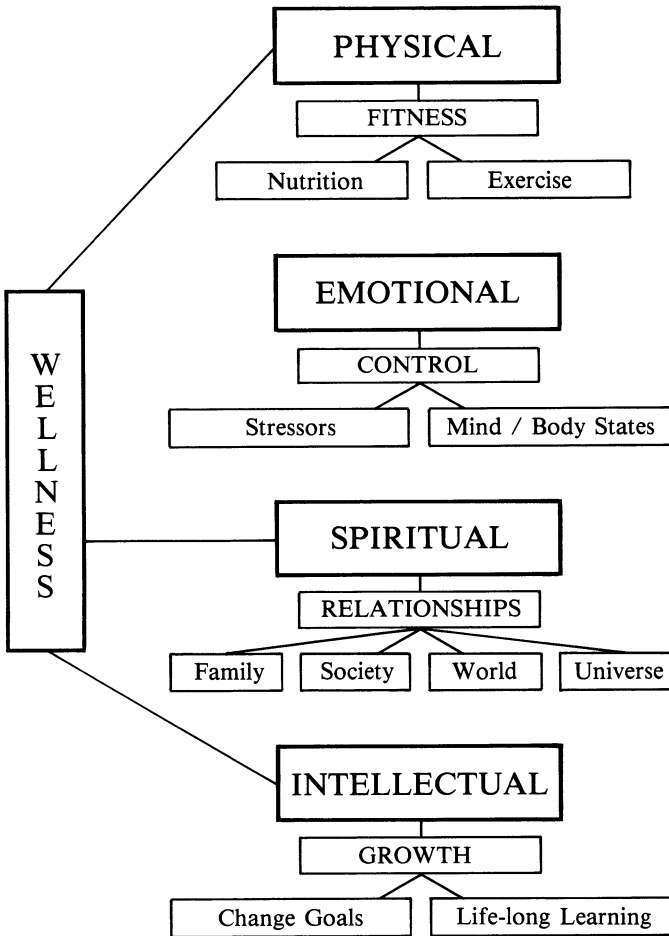 WELLNESS
PHYSICAL
FITNESS
Nutrition
Exercise
EMOTIONAL
CONTROL
Stressors
Mind / Body States
SPIRITUAL
RELATIONSHIPS
Family
Society
World
Universe
INTELLECTUAL
GROWTH
Change Goals
Life-long Learning